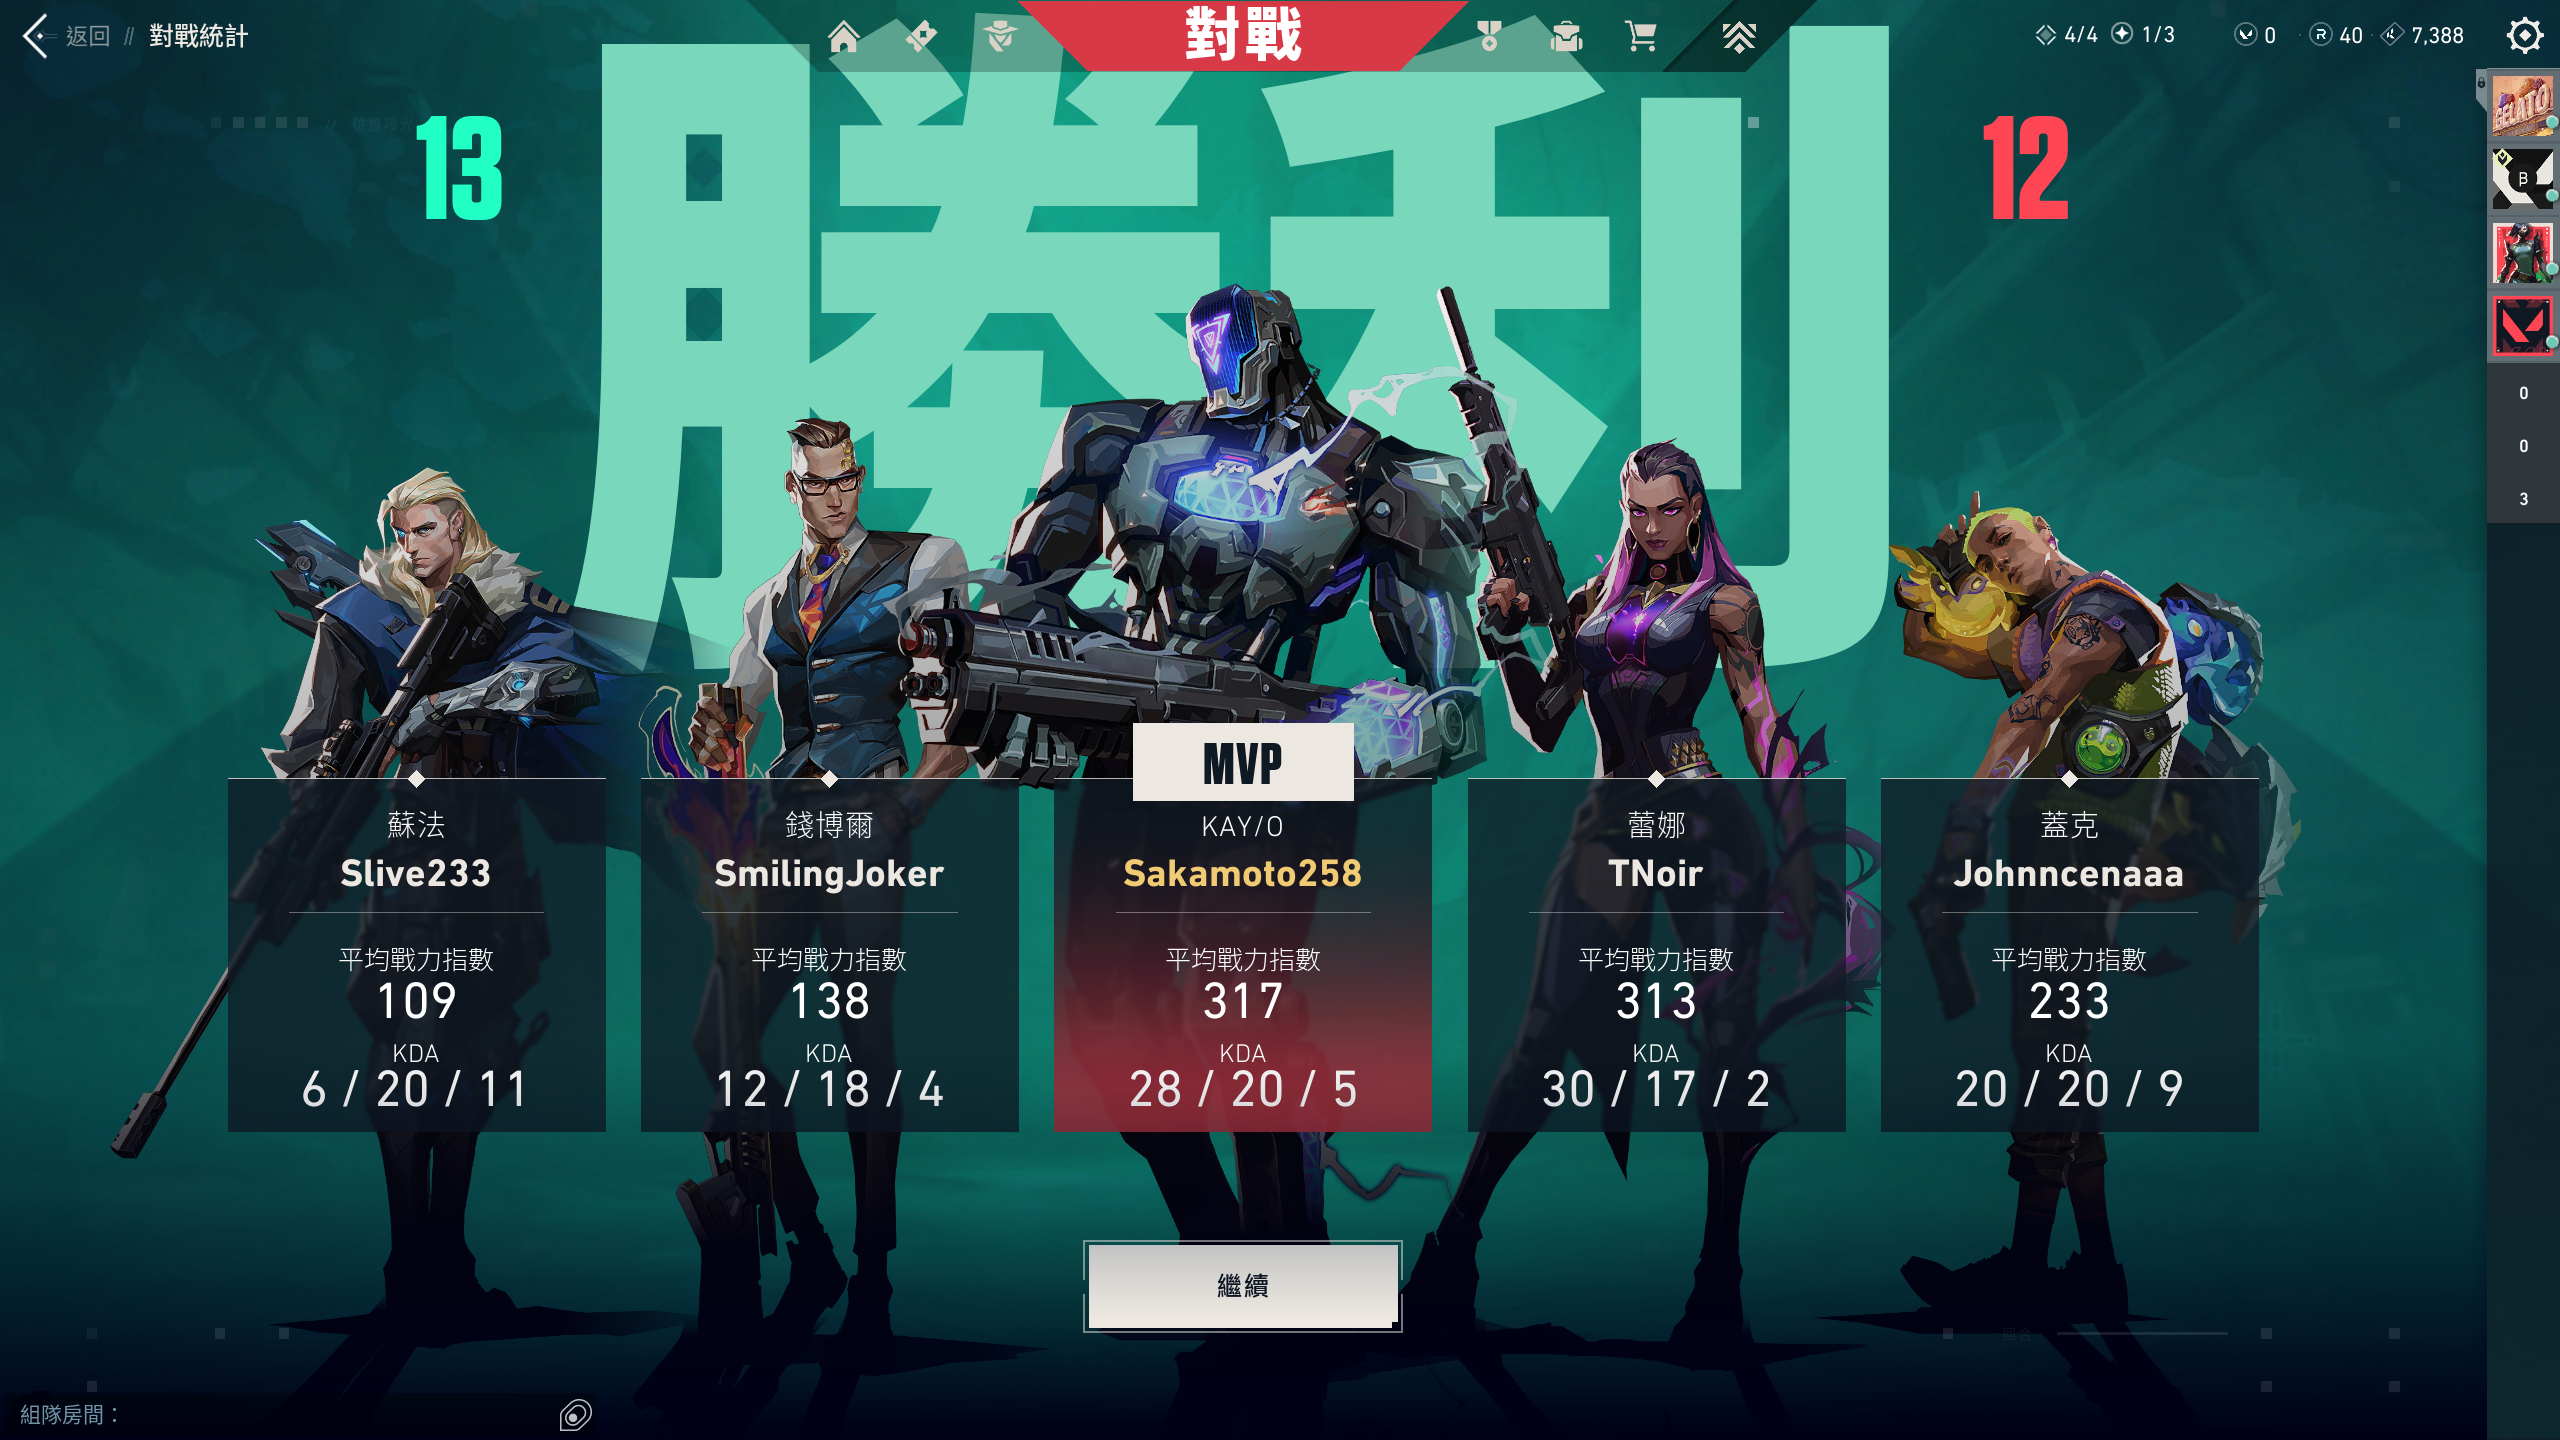 返回 // 對戰統計
對戰
4/4 1/3 0 R 40 7,388
13
勝利
12
GELATO
B
0
0
3
MVP
蘇法
Slive233
平均戰力指數
109
KDA
6 / 20 / 11
錢博爾
SmilingJoker
平均戰力指數
138
KDA
12 / 18 / 4
KAY/O
Sakamoto258
平均戰力指數
317
KDA
28 / 20 / 5
蕾娜
TNoir
平均戰力指數
313
KDA
30 / 17 / 2
蓋克
Johnncenaaa
平均戰力指數
233
KDA
20 / 20 / 9
繼續
回合
組隊房間：